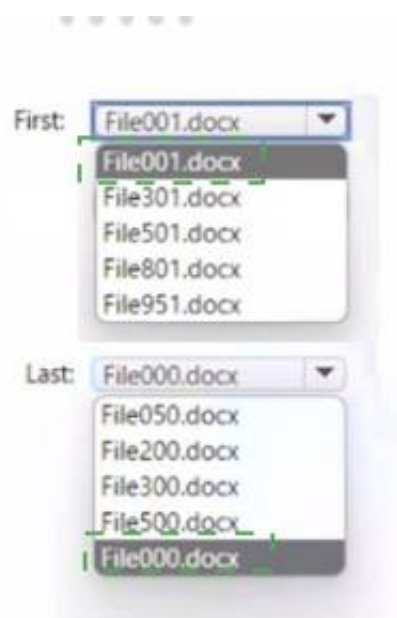 First: File001.docx
File001.docx
File301.docx
File501.docx
File801.docx
File951.docx
Last: File000.docx
File050.docx
File200.docx
File300.docx
File500.docx
File000.docx